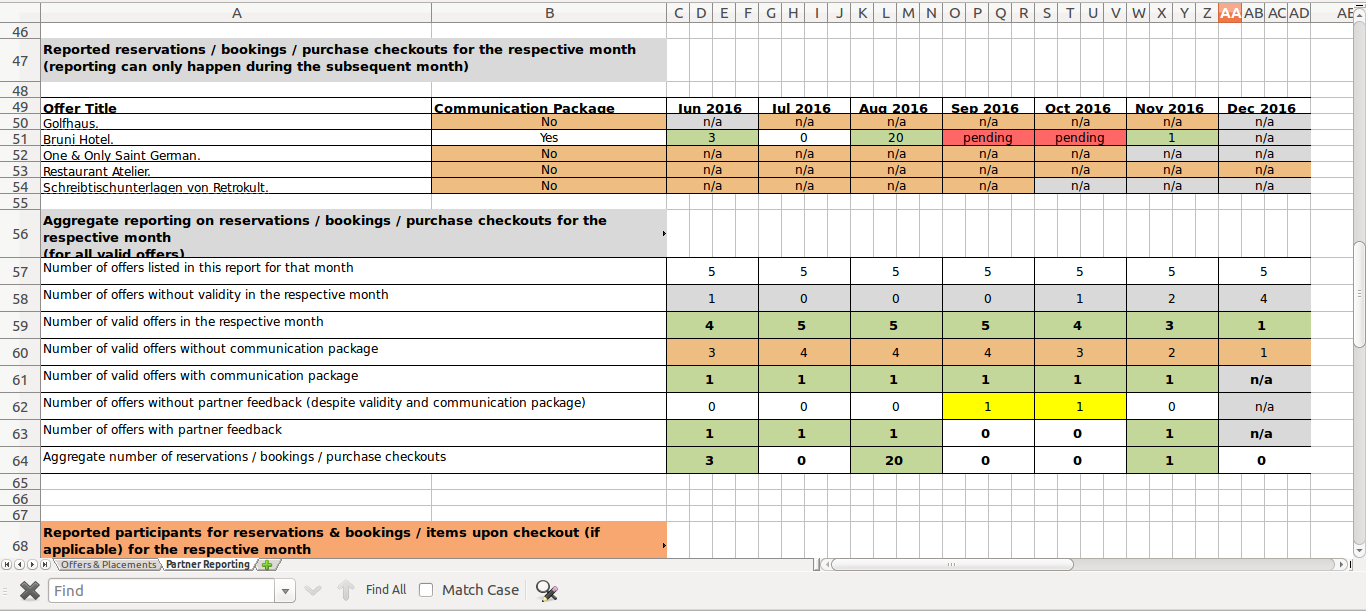 A B C D E F G H I J K L M N O P Q R S T U V W X Y Z AA AB AC AD AE
46
47 Reported reservations / bookings / purchase checkouts for the respective month
(reporting can only happen during the subsequent month)
48
49 Offer Title Communication Package Jun 2016 Jul 2016 Aug 2016 Sep 2016 Oct 2016 Nov 2016 Dec 2016
50 Golfhaus. No n/a n/a n/a n/a n/a n/a n/a
51 Bruni Hotel. Yes 3 0 20 pending pending 1 n/a
52 One & Only Saint German. No n/a n/a n/a n/a n/a n/a n/a
53 Restaurant Atelier. No n/a n/a n/a n/a n/a n/a n/a
54 Schreibtischunterlagen von Retrokult. No n/a n/a n/a n/a n/a n/a n/a
55
56 Aggregate reporting on reservations / bookings / purchase checkouts for the
respective month
(for all valid offers)
57 Number of offers listed in this report for that month 5 5 5 5 5 5 5
58 Number of offers without validity in the respective month 1 0 0 0 1 2 4
59 Number of valid offers in the respective month 4 5 5 5 4 3 1
60 Number of valid offers without communication package 3 4 4 4 3 2 1
61 Number of valid offers with communication package 1 1 1 1 1 1 n/a
62 Number of offers without partner feedback (despite validity and communication package) 0 0 0 1 1 0 n/a
63 Number of offers with partner feedback 1 1 1 0 0 1 n/a
64 Aggregate number of reservations / bookings / purchase checkouts 3 0 20 0 0 1 0
65
66
67
68 Reported participants for reservations & bookings / items upon checkout (if
applicable) for the respective month
Offers & Placements Partner Reporting
Find Find All Match Case